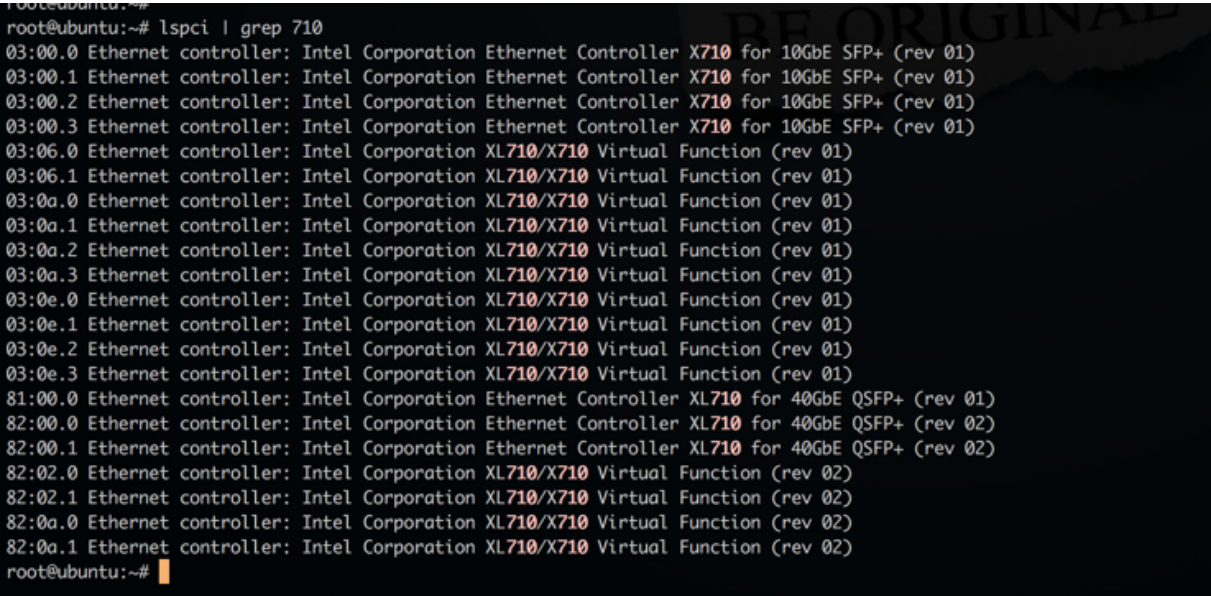 root@ubuntu:~#
root@ubuntu:~# lspci | grep 710
03:00.0 Ethernet controller: Intel Corporation Ethernet Controller X710 for 10GbE SFP+ (rev 01)
03:00.1 Ethernet controller: Intel Corporation Ethernet Controller X710 for 10GbE SFP+ (rev 01)
03:00.2 Ethernet controller: Intel Corporation Ethernet Controller X710 for 10GbE SFP+ (rev 01)
03:00.3 Ethernet controller: Intel Corporation Ethernet Controller X710 for 10GbE SFP+ (rev 01)
03:06.0 Ethernet controller: Intel Corporation XL710/X710 Virtual Function (rev 01)
03:06.1 Ethernet controller: Intel Corporation XL710/X710 Virtual Function (rev 01)
03:0a.0 Ethernet controller: Intel Corporation XL710/X710 Virtual Function (rev 01)
03:0a.1 Ethernet controller: Intel Corporation XL710/X710 Virtual Function (rev 01)
03:0a.2 Ethernet controller: Intel Corporation XL710/X710 Virtual Function (rev 01)
03:0a.3 Ethernet controller: Intel Corporation XL710/X710 Virtual Function (rev 01)
03:0e.0 Ethernet controller: Intel Corporation XL710/X710 Virtual Function (rev 01)
03:0e.1 Ethernet controller: Intel Corporation XL710/X710 Virtual Function (rev 01)
03:0e.2 Ethernet controller: Intel Corporation XL710/X710 Virtual Function (rev 01)
03:0e.3 Ethernet controller: Intel Corporation XL710/X710 Virtual Function (rev 01)
81:00.0 Ethernet controller: Intel Corporation Ethernet Controller XL710 for 40GbE QSFP+ (rev 01)
82:00.0 Ethernet controller: Intel Corporation Ethernet Controller XL710 for 40GbE QSFP+ (rev 02)
82:00.1 Ethernet controller: Intel Corporation Ethernet Controller XL710 for 40GbE QSFP+ (rev 02)
82:02.0 Ethernet controller: Intel Corporation XL710/X710 Virtual Function (rev 02)
82:02.1 Ethernet controller: Intel Corporation XL710/X710 Virtual Function (rev 02)
82:0a.0 Ethernet controller: Intel Corporation XL710/X710 Virtual Function (rev 02)
82:0a.1 Ethernet controller: Intel Corporation XL710/X710 Virtual Function (rev 02)
root@ubuntu:~#
BE ORIGINAL